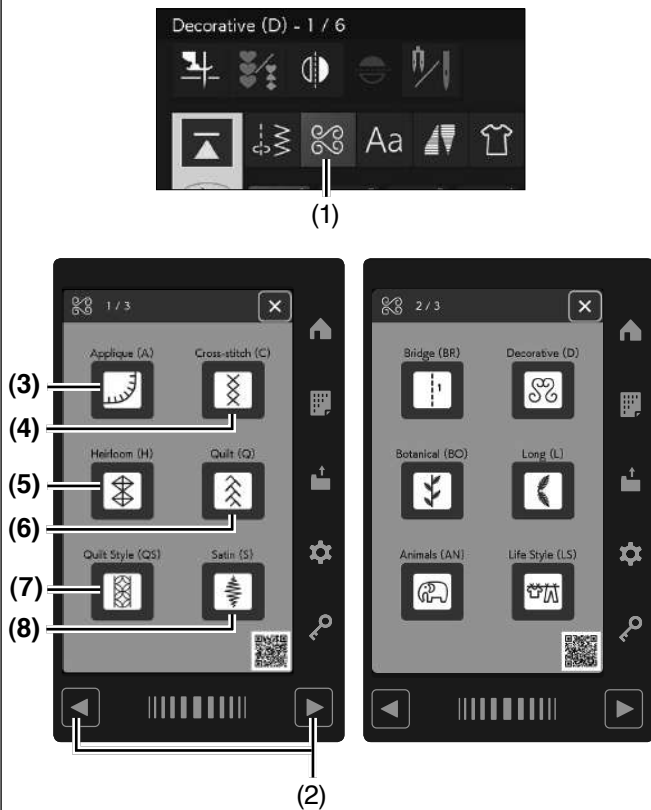 Decorative (D) - 1 / 6
Aa
(1)
1 / 3
2 / 3
Applique (A) Cross-stitch (C)
Bridge (BR) Decorative (D)
(3)
1
(4)
Heirloom (H) Quilt (Q)
Botanical (BO) Long (L)
(5)
(6)
Quilt Style (QS) Satin (S)
Animals (AN) Life Style (LS)
(7)
(8)
(2)